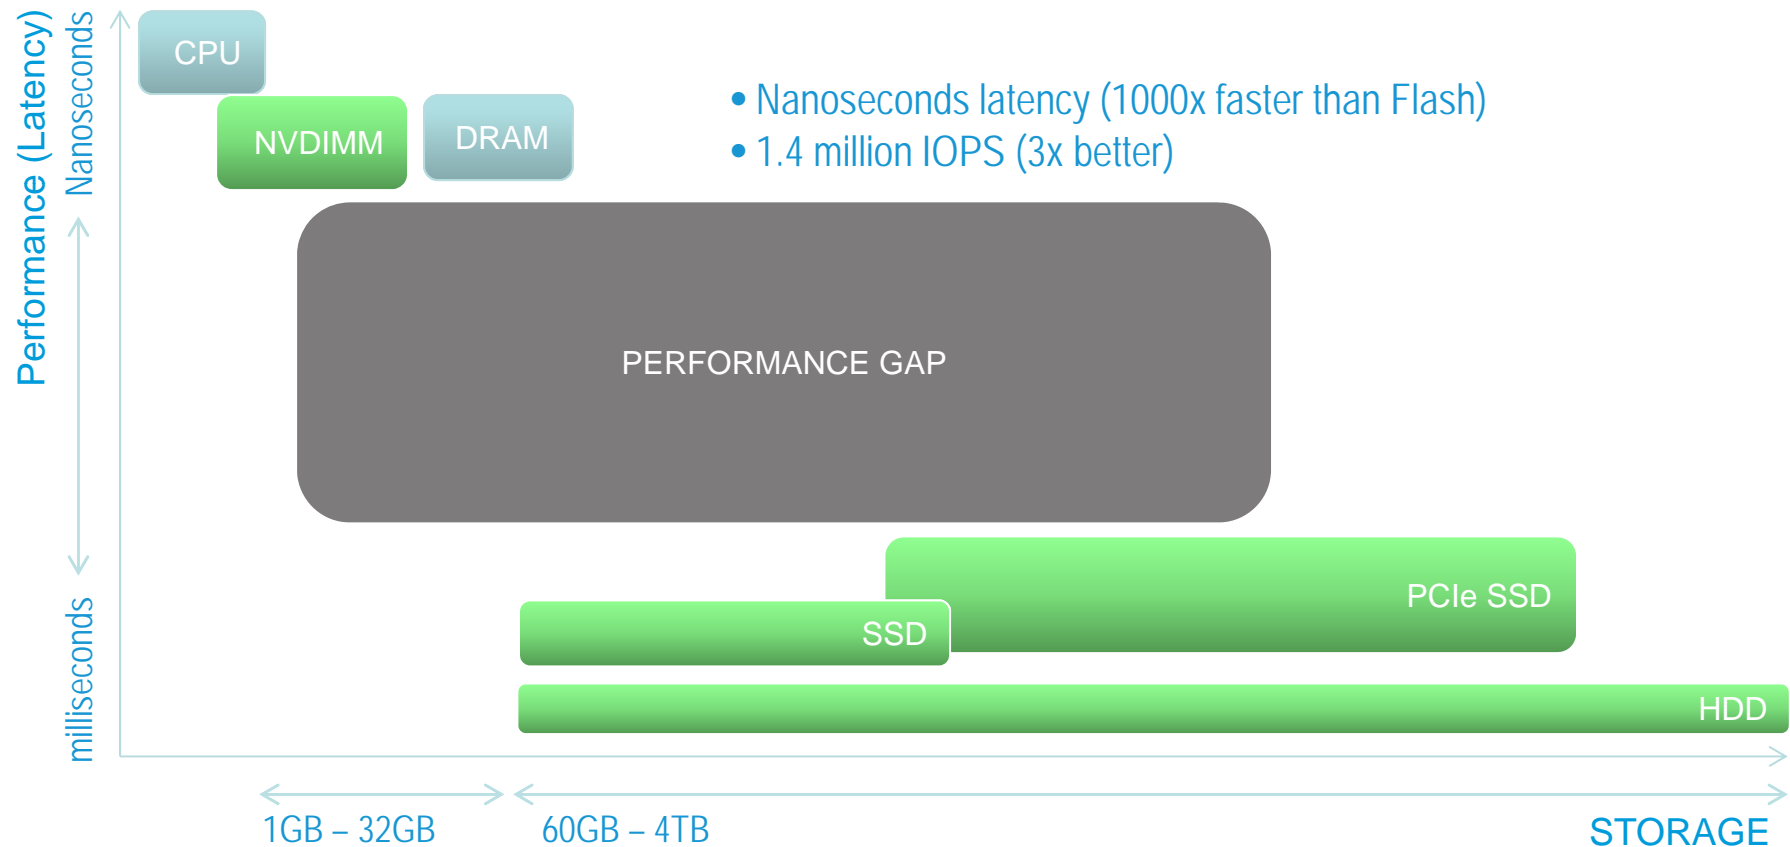 Performance (Latency)
Nanoseconds
milliseconds
CPU
NVDIMM
DRAM
• Nanoseconds latency (1000x faster than Flash)
• 1.4 million IOPS (3x better)
PERFORMANCE GAP
PCIe SSD
SSD
HDD
1GB – 32GB
60GB – 4TB
STORAGE